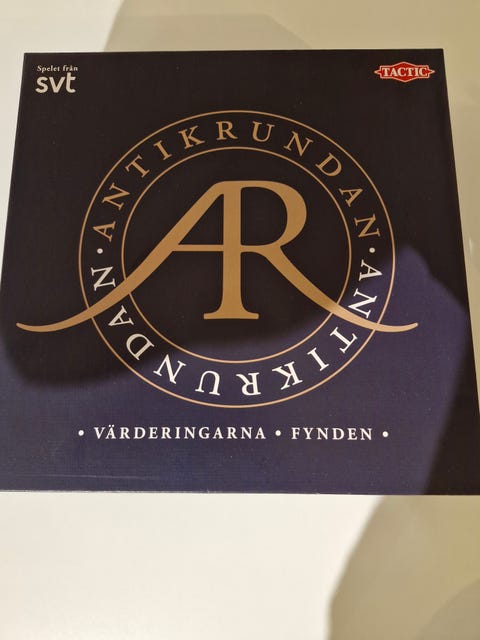 Spelet från
svt
TACTIC
ANTIKRUNDAN · ANTIKRUNDAN ·
AR
• VÄRDERINGARNA • FYNDEN •